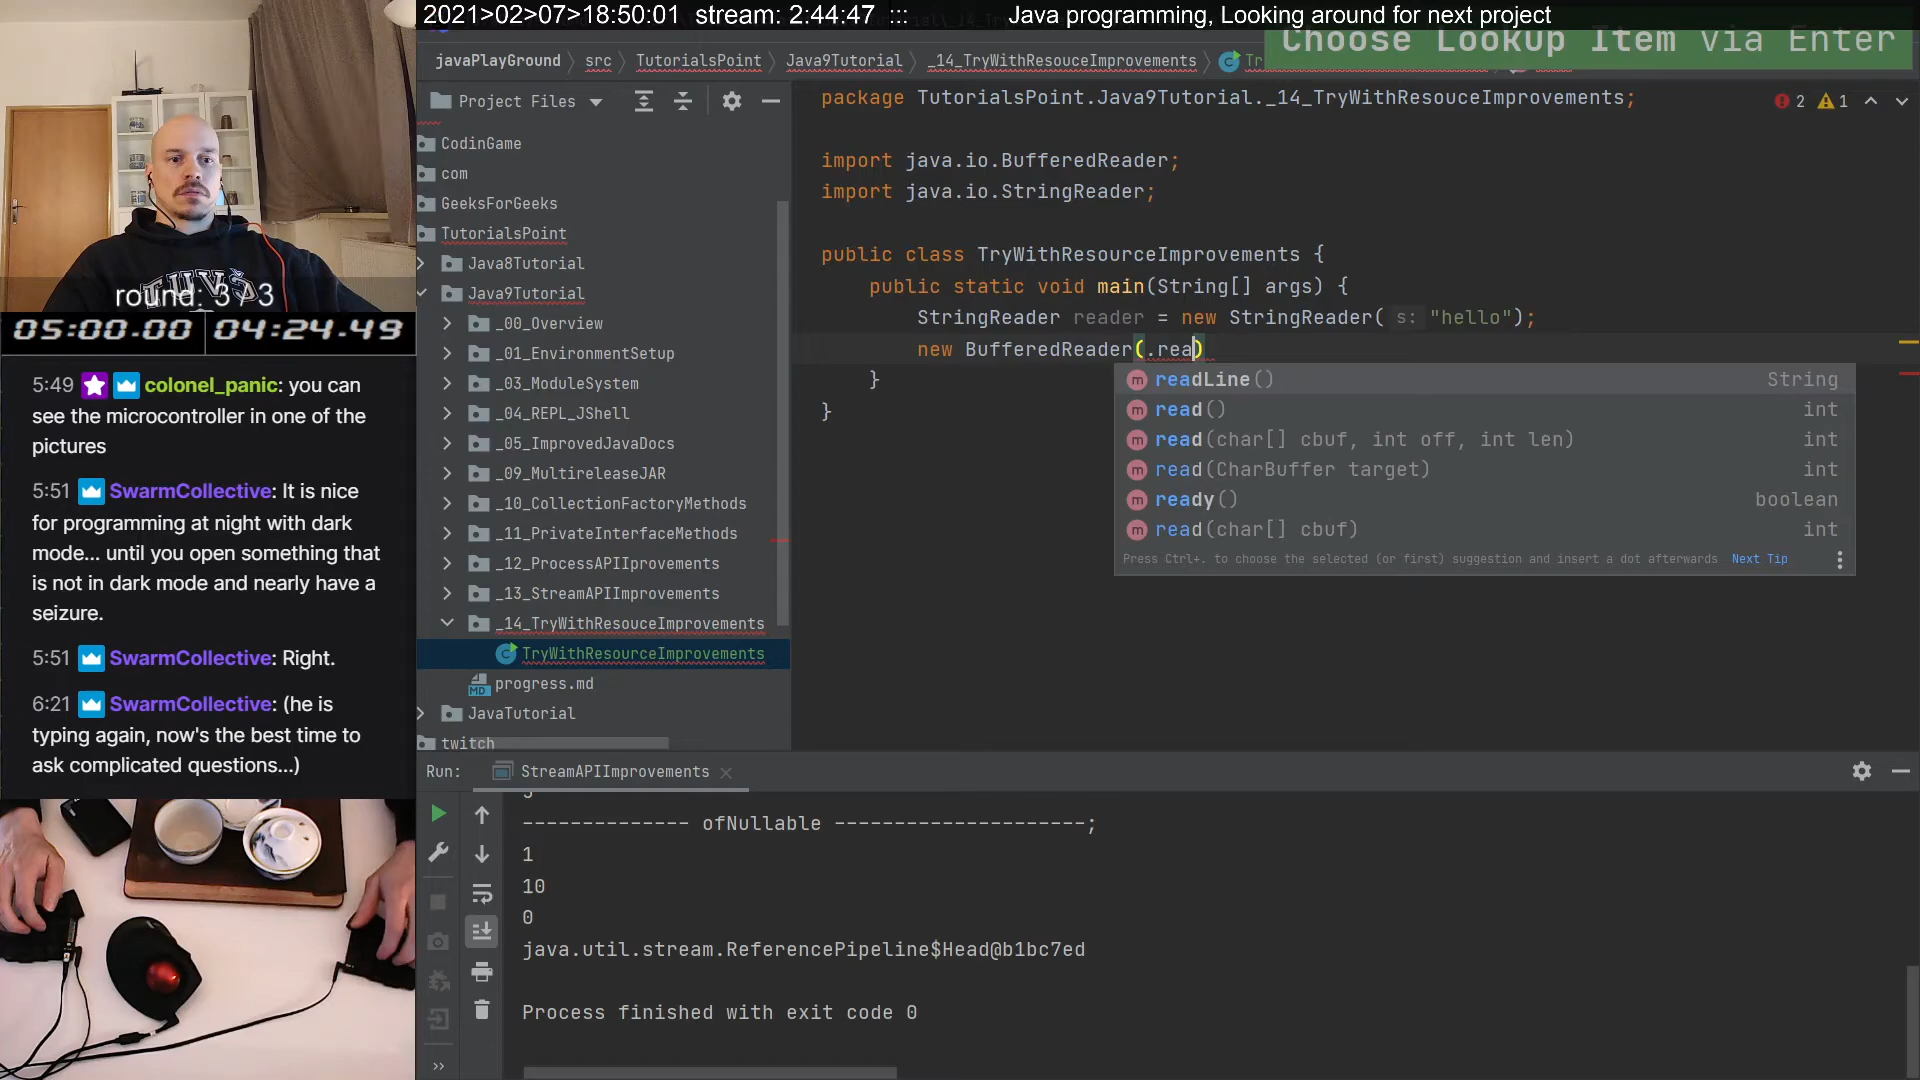 2021>02>07>18:50:01  stream: 2:44:47  :::  Java programming, Looking around for next project
Choose Lookup Item via Enter
javaPlayGround  src  TutorialsPoint  Java9Tutorial  _14_TryWithResouceImprovements
Project Files
CodinGame
com
GeeksForGeeks
TutorialsPoint
Java8Tutorial
Java9Tutorial
_00_Overview
_01_EnvironmentSetup
_03_ModuleSystem
_04_REPL_JShell
_05_ImprovedJavaDocs
_09_MultireleaseJAR
_10_CollectionFactoryMethods
_11_PrivateInterfaceMethods
_12_ProcessAPIIprovements
_13_StreamAPIImprovements
_14_TryWithResouceImprovements
TryWithResourceImprovements
progress.md
JavaTutorial
twitch
package TutorialsPoint.Java9Tutorial._14_TryWithResouceImprovements;
2  1
import java.io.BufferedReader;
import java.io.StringReader;
public class TryWithResourceImprovements {
public static void main(String[] args) {
StringReader reader = new StringReader( s: "hello");
new BufferedReader(.rea)
}
}
readLine()  String
read()  int
read(char[] cbuf, int off, int len)  int
read(CharBuffer target)  int
ready()  boolean
read(char[] cbuf)  int
Press Ctrl+. to choose the selected (or first) suggestion and insert a dot afterwards  Next Tip
round: 3 / 3
05:00.00  04:24.49
5:49 colonel_panic: you can
see the microcontroller in one of the
pictures
5:51 SwarmCollective: It is nice
for programming at night with dark
mode... until you open something that
is not in dark mode and nearly have a
seizure.
5:51 SwarmCollective: Right.
6:21 SwarmCollective: (he is
typing again, now's the best time to
ask complicated questions...)
Run:  StreamAPIImprovements
-------------- ofNullable ---------------------;
1
10
0
java.util.stream.ReferencePipeline$Head@b1bc7ed
Process finished with exit code 0